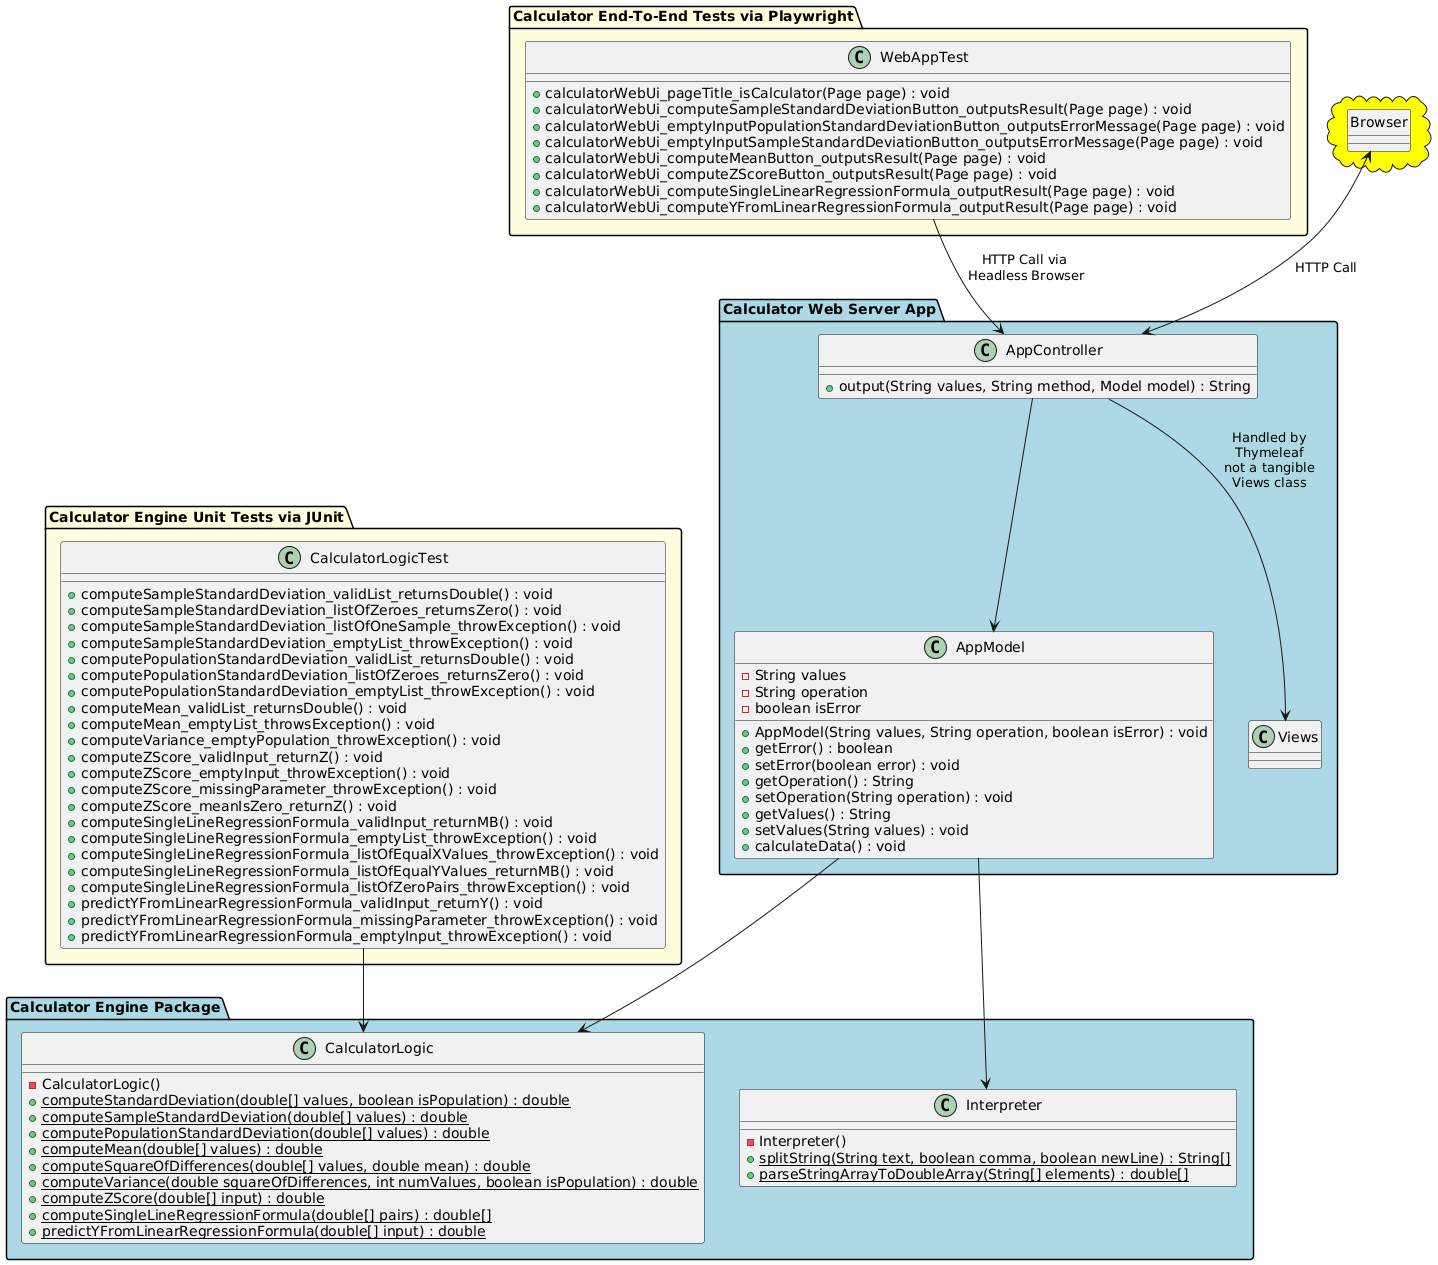 Calculator End-To-End Tests via Playwright
C WebAppTest
calculatorWebUi_pageTitle_isCalculator(Page page) : void
calculatorWebUi_computeSampleStandardDeviationButton_outputsResult(Page page) : void
calculatorWebUi_emptyInputPopulationStandardDeviationButton_outputsErrorMessage(Page page) : void
calculatorWebUi_emptyInputSampleStandardDeviationButton_outputsErrorMessage(Page page) : void
calculatorWebUi_computeMeanButton_outputsResult(Page page) : void
calculatorWebUi_computeZScoreButton_outputsResult(Page page) : void
calculatorWebUi_computeSingleLinearRegressionFormula_outputResult(Page page) : void
calculatorWebUi_computeYFromLinearRegressionFormula_outputResult(Page page) : void
Browser
HTTP Call via
Headless Browser
HTTP Call
Calculator Web Server App
C AppController
output(String values, String method, Model model) : String
Handled by
Thymeleaf
not a tangible
Views class
Calculator Engine Unit Tests via JUnit
C CalculatorLogicTest
computeSampleStandardDeviation_validList_returnsDouble() : void
computeSampleStandardDeviation_listOfZeroes_returnsZero() : void
computeSampleStandardDeviation_listOfOneSample_throwException() : void
computeSampleStandardDeviation_emptyList_throwException() : void
computePopulationStandardDeviation_validList_returnsDouble() : void
computePopulationStandardDeviation_listOfZeroes_returnsZero() : void
computePopulationStandardDeviation_emptyList_throwException() : void
computeMean_validList_returnsDouble() : void
computeMean_emptyList_throwsException() : void
computeVariance_emptyPopulation_throwException() : void
computeZScore_validInput_returnZ() : void
computeZScore_emptyInput_throwException() : void
computeZScore_missingParameter_throwException() : void
computeZScore_meanIsZero_returnZ() : void
computeSingleLineRegressionFormula_validInput_returnMB() : void
computeSingleLineRegressionFormula_emptyList_throwException() : void
computeSingleLineRegressionFormula_listOfEqualXValues_throwException() : void
computeSingleLineRegressionFormula_listOfEqualYValues_returnMB() : void
computeSingleLineRegressionFormula_listOfZeroPairs_throwException() : void
predictYFromLinearRegressionFormula_validInput_returnY() : void
predictYFromLinearRegressionFormula_missingParameter_throwException() : void
predictYFromLinearRegressionFormula_emptyInput_throwException() : void
C AppModel
String values
String operation
boolean isError
AppModel(String values, String operation, boolean isError) : void
getError() : boolean
setError(boolean error) : void
getOperation() : String
setOperation(String operation) : void
getValues() : String
setValues(String values) : void
calculateData() : void
C Views
Calculator Engine Package
C CalculatorLogic
CalculatorLogic()
computeStandardDeviation(double[] values, boolean isPopulation) : double
computeSampleStandardDeviation(double[] values) : double
computePopulationStandardDeviation(double[] values) : double
computeMean(double[] values) : double
computeSquareOfDifferences(double[] values, double mean) : double
computeVariance(double squareOfDifferences, int numValues, boolean isPopulation) : double
computeZScore(double[] input) : double
computeSingleLineRegressionFormula(double[] pairs) : double[]
predictYFromLinearRegressionFormula(double[] input) : double
C Interpreter
Interpreter()
splitString(String text, boolean comma, boolean newLine) : String[]
parseStringArrayToDoubleArray(String[] elements) : double[]